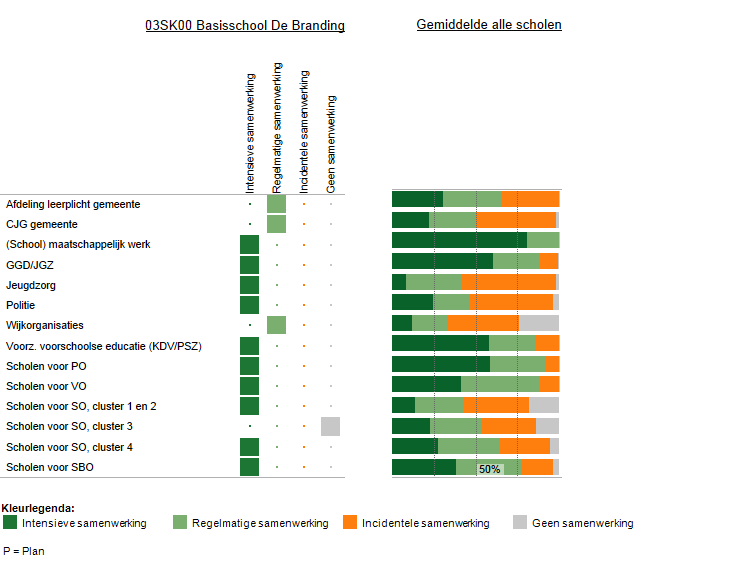 03SK00 Basisschool De Branding
Gemiddelde alle scholen
Intensieve samenwerking
Regelmatige samenwerking
Incidentele samenwerking
Geen samenwerking
Afdeling leerplicht gemeente
CJG gemeente
(School) maatschappelijk werk
GGD/JGZ
Jeugdzorg
Politie
Wijkorganisaties
Voorz. voorschoolse educatie (KDV/PSZ)
Scholen voor PO
Scholen voor VO
Scholen voor SO, cluster 1 en 2
Scholen voor SO, cluster 3
Scholen voor SO, cluster 4
Scholen voor SBO
50%
Kleurlegenda:
Intensieve samenwerking
Regelmatige samenwerking
Incidentele samenwerking
Geen samenwerking
P = Plan